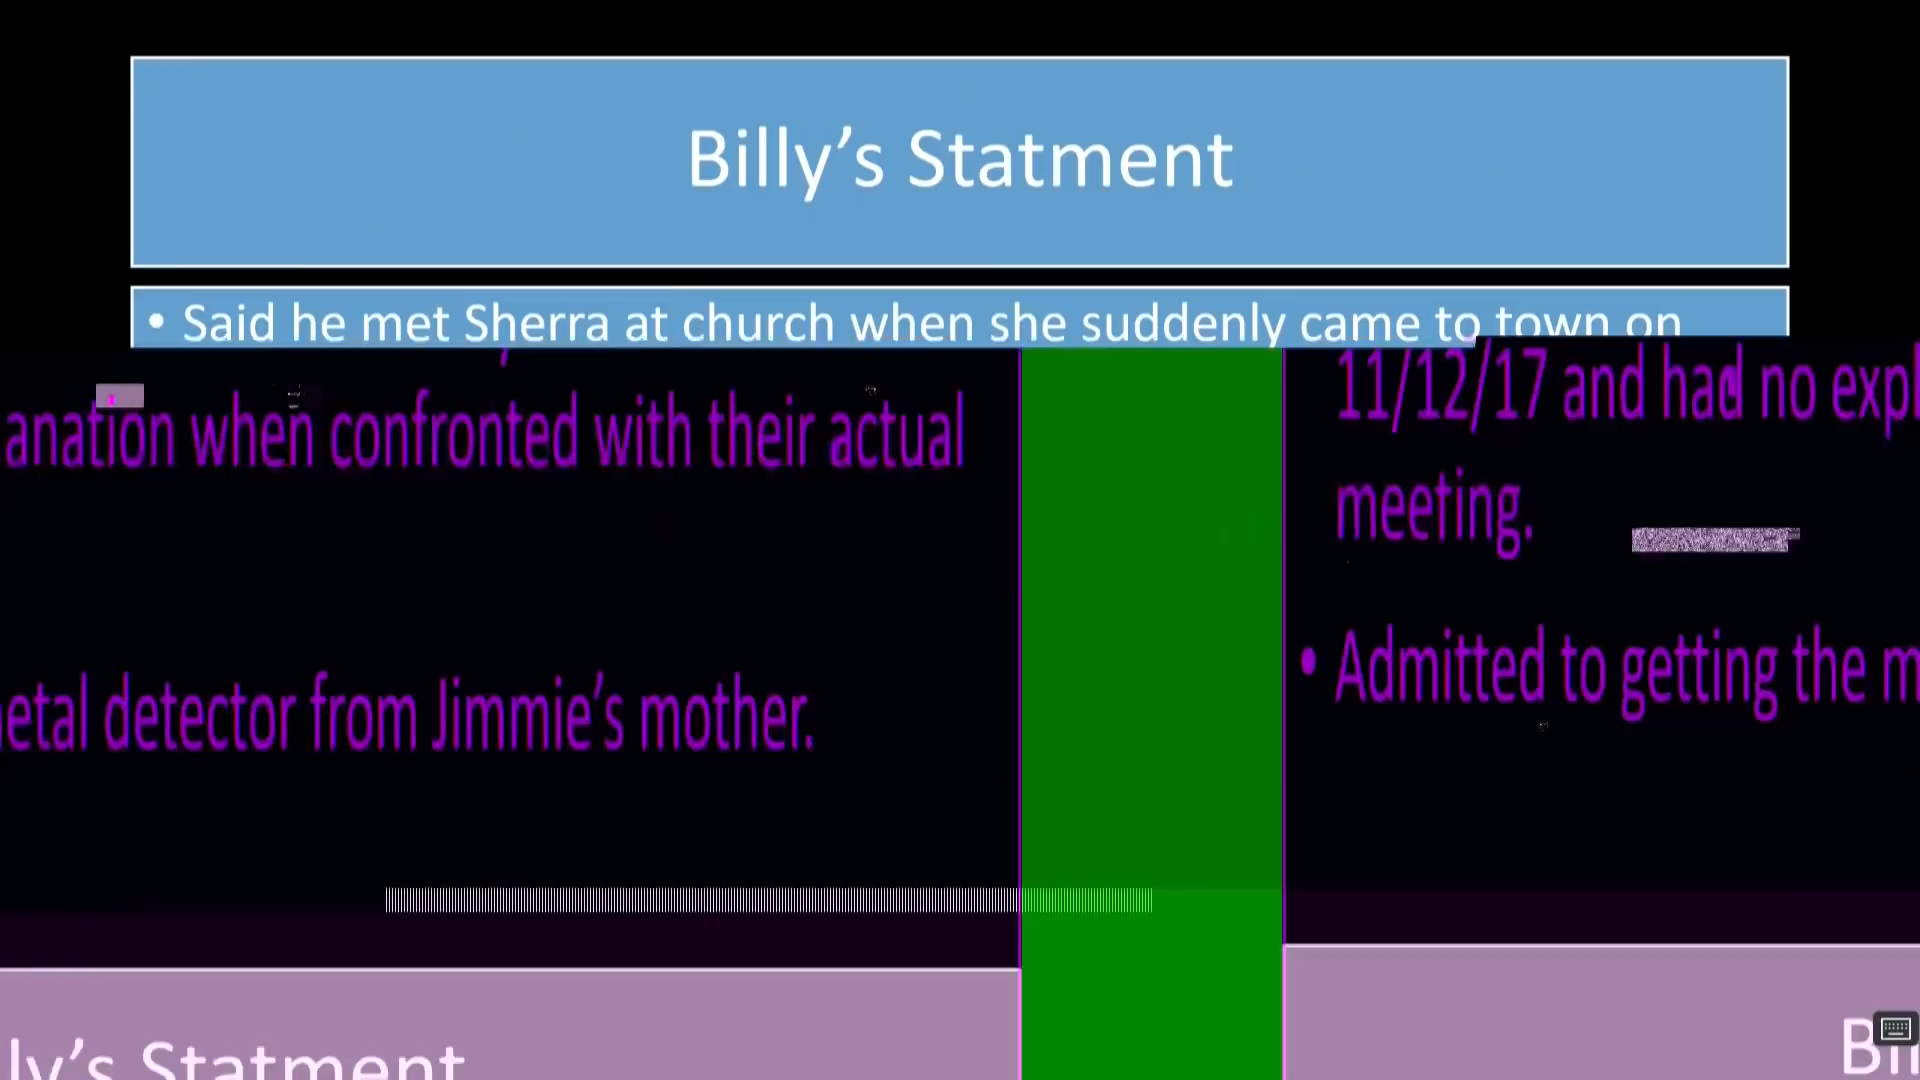 Billy’s Statment
• Said he met Sherra at church when she suddenly came to town on
11/12/17 and had no expl
anation when confronted with their actual
meeting.
• Admitted to getting the m
etal detector from Jimmie’s mother.
ly’s Statment
Bil